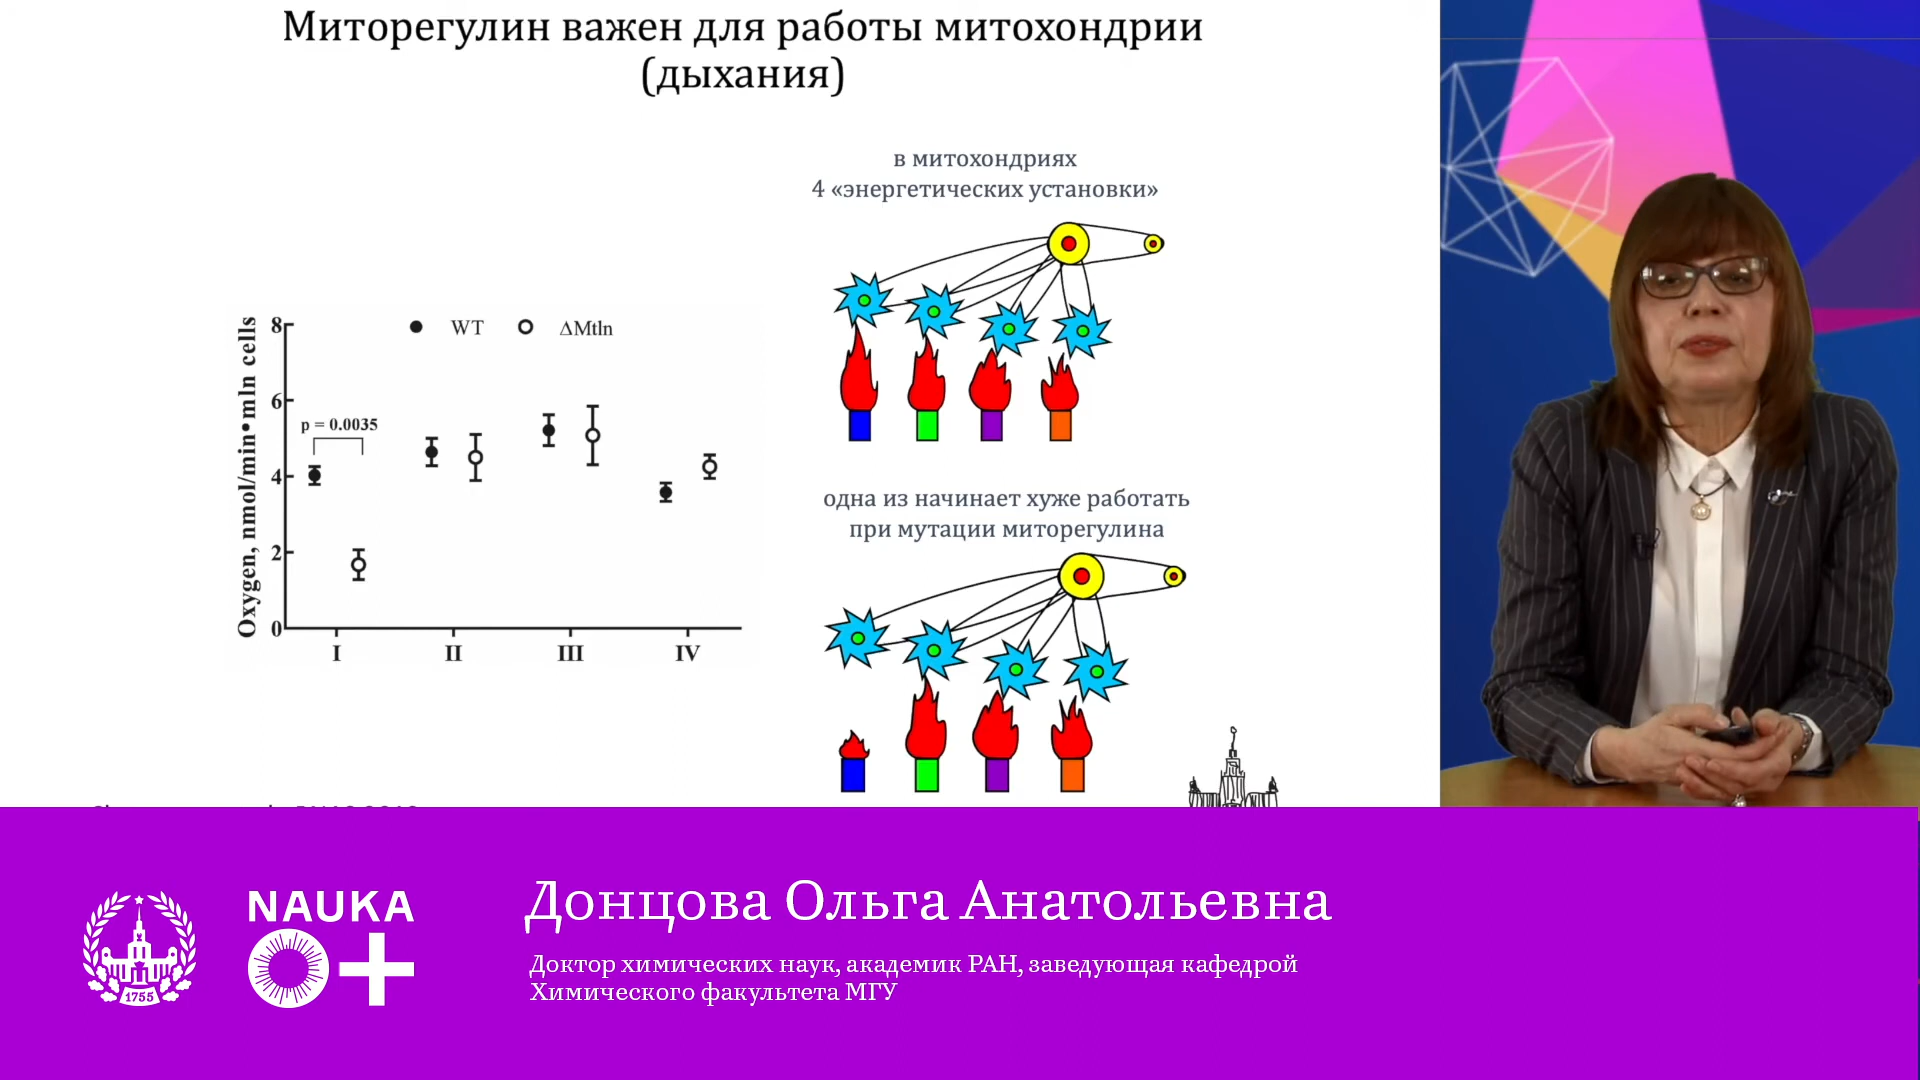 Миторегулин важен для работы митохондрии
(дыхания)
в митохондриях
4 «энергетических установки»
Oxygen, nmol/min•mln cells
8
6
4
2
0
WT
ΔMtln
p = 0.0035
I
II
III
IV
одна из начинает хуже работать
при мутации миторегулина
1755
NAUKA
0+
Донцова Ольга Анатольевна
Доктор химических наук, академик РАН, заведующая кафедрой
Химического факультета МГУ